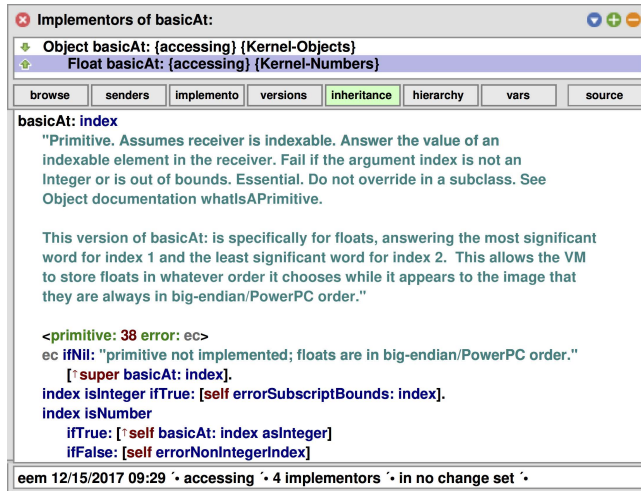 Implementors of basicAt:
Object basicAt: {accessing} {Kernel-Objects}
Float basicAt: {accessing} {Kernel-Numbers}
browse senders implemento versions inheritance hierarchy vars source
basicAt: index
"Primitive. Assumes receiver is indexable. Answer the value of an
indexable element in the receiver. Fail if the argument index is not an
Integer or is out of bounds. Essential. Do not override in a subclass. See
Object documentation whatIsAPrimitive.
This version of basicAt: is specifically for floats, answering the most significant
word for index 1 and the least significant word for index 2.  This allows the VM
to store floats in whatever order it chooses while it appears to the image that
they are always in big-endian/PowerPC order."
<primitive: 38 error: ec>
ec ifNil: "primitive not implemented; floats are in big-endian/PowerPC order."
[↑super basicAt: index].
index isInteger ifTrue: [self errorSubscriptBounds: index].
index isNumber
ifTrue: [↑self basicAt: index asInteger]
ifFalse: [self errorNonIntegerIndex]
eem 12/15/2017 09:29 ´• accessing ´• 4 implementors ´• in no change set ´•